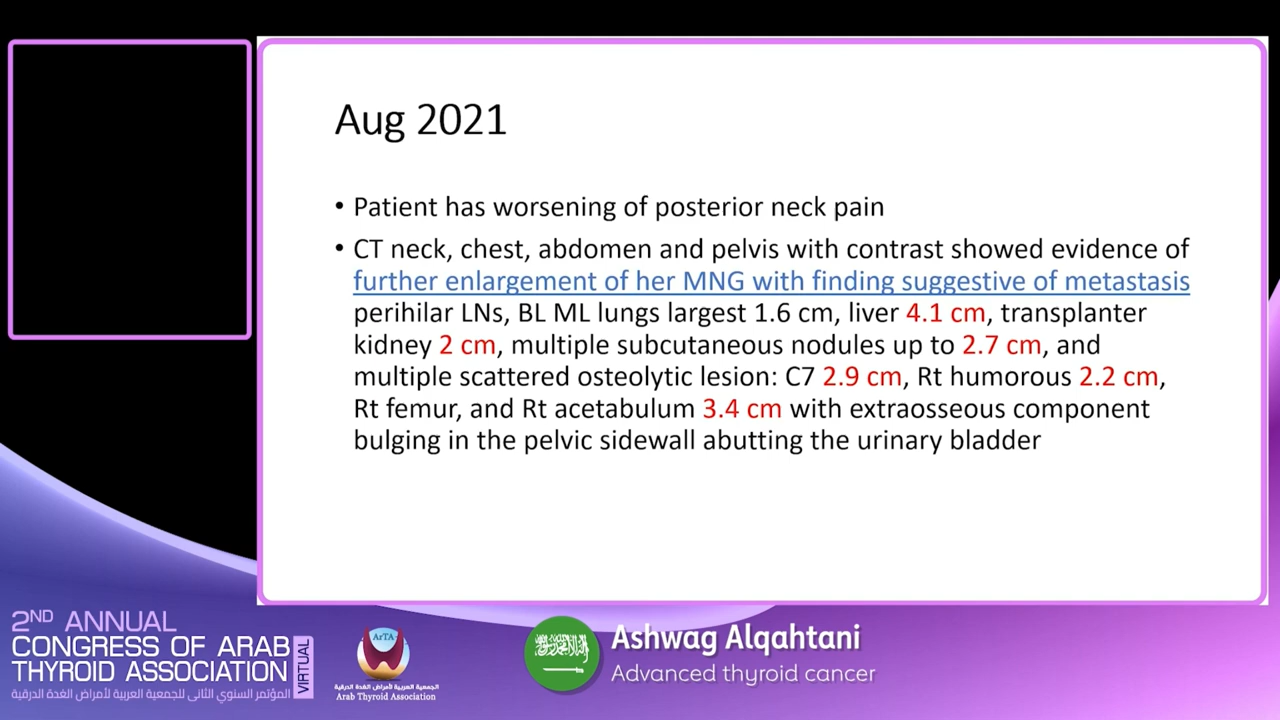 Aug 2021
• Patient has worsening of posterior neck pain
• CT neck, chest, abdomen and pelvis with contrast showed evidence of
further enlargement of her MNG with finding suggestive of metastasis
perihilar LNs, BL ML lungs largest 1.6 cm, liver 4.1 cm, transplanter
kidney 2 cm, multiple subcutaneous nodules up to 2.7 cm, and
multiple scattered osteolytic lesion: C7 2.9 cm, Rt humorous 2.2 cm,
Rt femur, and Rt acetabulum 3.4 cm with extraosseous component
bulging in the pelvic sidewall abutting the urinary bladder
2ND ANNUAL
CONGRESS OF ARAB
THYROID ASSOCIATION
VIRTUAL
المؤتمر السنوي الثاني للجمعية العربية لأمراض الغدة الدرقية
ArTA
الجمعية العربية لأمراض الغدة الدرقية
Arab Thyroid Association
Ashwag Alqahtani
Advanced thyroid cancer